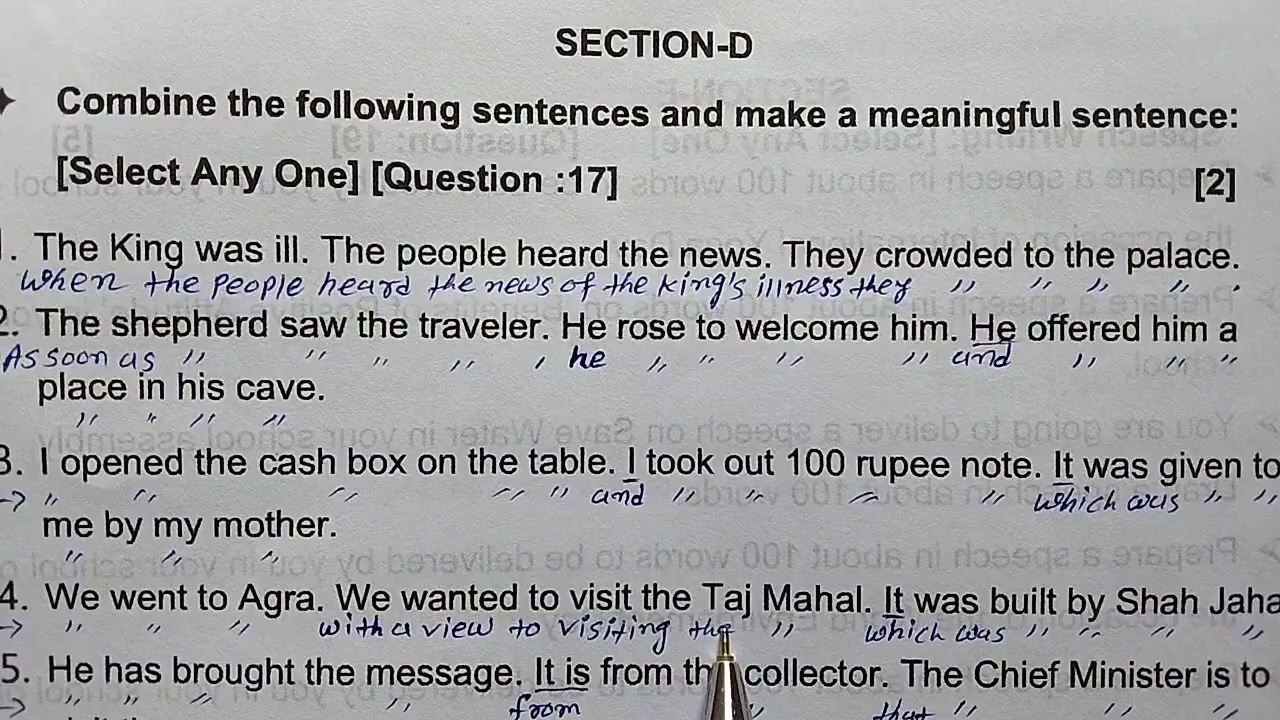 SECTION-D
Combine the following sentences and make a meaningful sentence:
[Select Any One] [Question :17] [2]
. The King was ill. The people heard the news. They crowded to the palace.
When the people heard the news of the king's illness they " " " " .
2. The shepherd saw the traveler. He rose to welcome him. He offered him a
As soon as " " " " , he " " " " and " " "
place in his cave.
" " " "
3. I opened the cash box on the table. I took out 100 rupee note. It was given to
→ " " " " " and " " " " which was " "
me by my mother.
" " "
4. We went to Agra. We wanted to visit the Taj Mahal. It was built by Shah Jaha
→ " " " with a view to visiting the " which was " " " "
5. He has brought the message. It is from the collector. The Chief Minister is to
→ " " " " from " that " " "